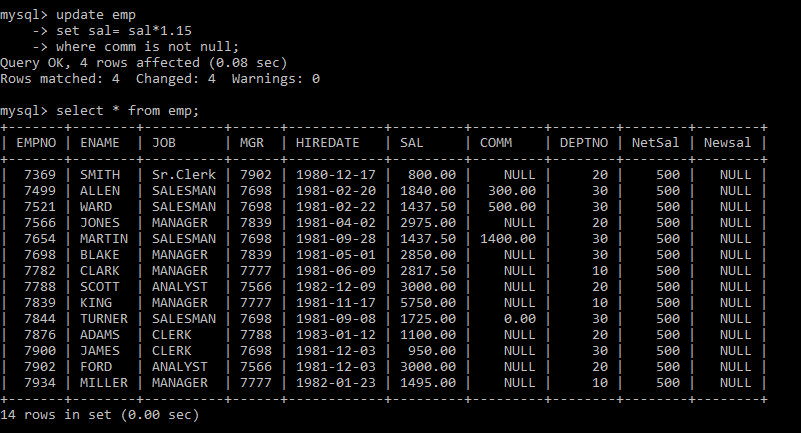 mysql> update emp
    -> set sal= sal*1.15
    -> where comm is not null;
Query OK, 4 rows affected (0.08 sec)
Rows matched: 4  Changed: 4  Warnings: 0

mysql> select * from emp;
+-------+--------+----------+------+------------+---------+---------+--------+--------+--------+
| EMPNO | ENAME  | JOB      | MGR  | HIREDATE   | SAL     | COMM    | DEPTNO | NetSal | Newsal |
+-------+--------+----------+------+------------+---------+---------+--------+--------+--------+
|  7369 | SMITH  | Sr.Clerk | 7902 | 1980-12-17 |  800.00 |    NULL |     20 |    500 |   NULL |
|  7499 | ALLEN  | SALESMAN | 7698 | 1981-02-20 | 1840.00 |  300.00 |     30 |    500 |   NULL |
|  7521 | WARD   | SALESMAN | 7698 | 1981-02-22 | 1437.50 |  500.00 |     30 |    500 |   NULL |
|  7566 | JONES  | MANAGER  | 7839 | 1981-04-02 | 2975.00 |    NULL |     20 |    500 |   NULL |
|  7654 | MARTIN | SALESMAN | 7698 | 1981-09-28 | 1437.50 | 1400.00 |     30 |    500 |   NULL |
|  7698 | BLAKE  | MANAGER  | 7839 | 1981-05-01 | 2850.00 |    NULL |     30 |    500 |   NULL |
|  7782 | CLARK  | MANAGER  | 7777 | 1981-06-09 | 2817.50 |    NULL |     10 |    500 |   NULL |
|  7788 | SCOTT  | ANALYST  | 7566 | 1982-12-09 | 3000.00 |    NULL |     20 |    500 |   NULL |
|  7839 | KING   | MANAGER  | 7777 | 1981-11-17 | 5750.00 |    NULL |     10 |    500 |   NULL |
|  7844 | TURNER | SALESMAN | 7698 | 1981-09-08 | 1725.00 |    0.00 |     30 |    500 |   NULL |
|  7876 | ADAMS  | CLERK    | 7788 | 1983-01-12 | 1100.00 |    NULL |     20 |    500 |   NULL |
|  7900 | JAMES  | CLERK    | 7698 | 1981-12-03 |  950.00 |    NULL |     30 |    500 |   NULL |
|  7902 | FORD   | ANALYST  | 7566 | 1981-12-03 | 3000.00 |    NULL |     20 |    500 |   NULL |
|  7934 | MILLER | MANAGER  | 7777 | 1982-01-23 | 1495.00 |    NULL |     10 |    500 |   NULL |
+-------+--------+----------+------+------------+---------+---------+--------+--------+--------+
14 rows in set (0.00 sec)